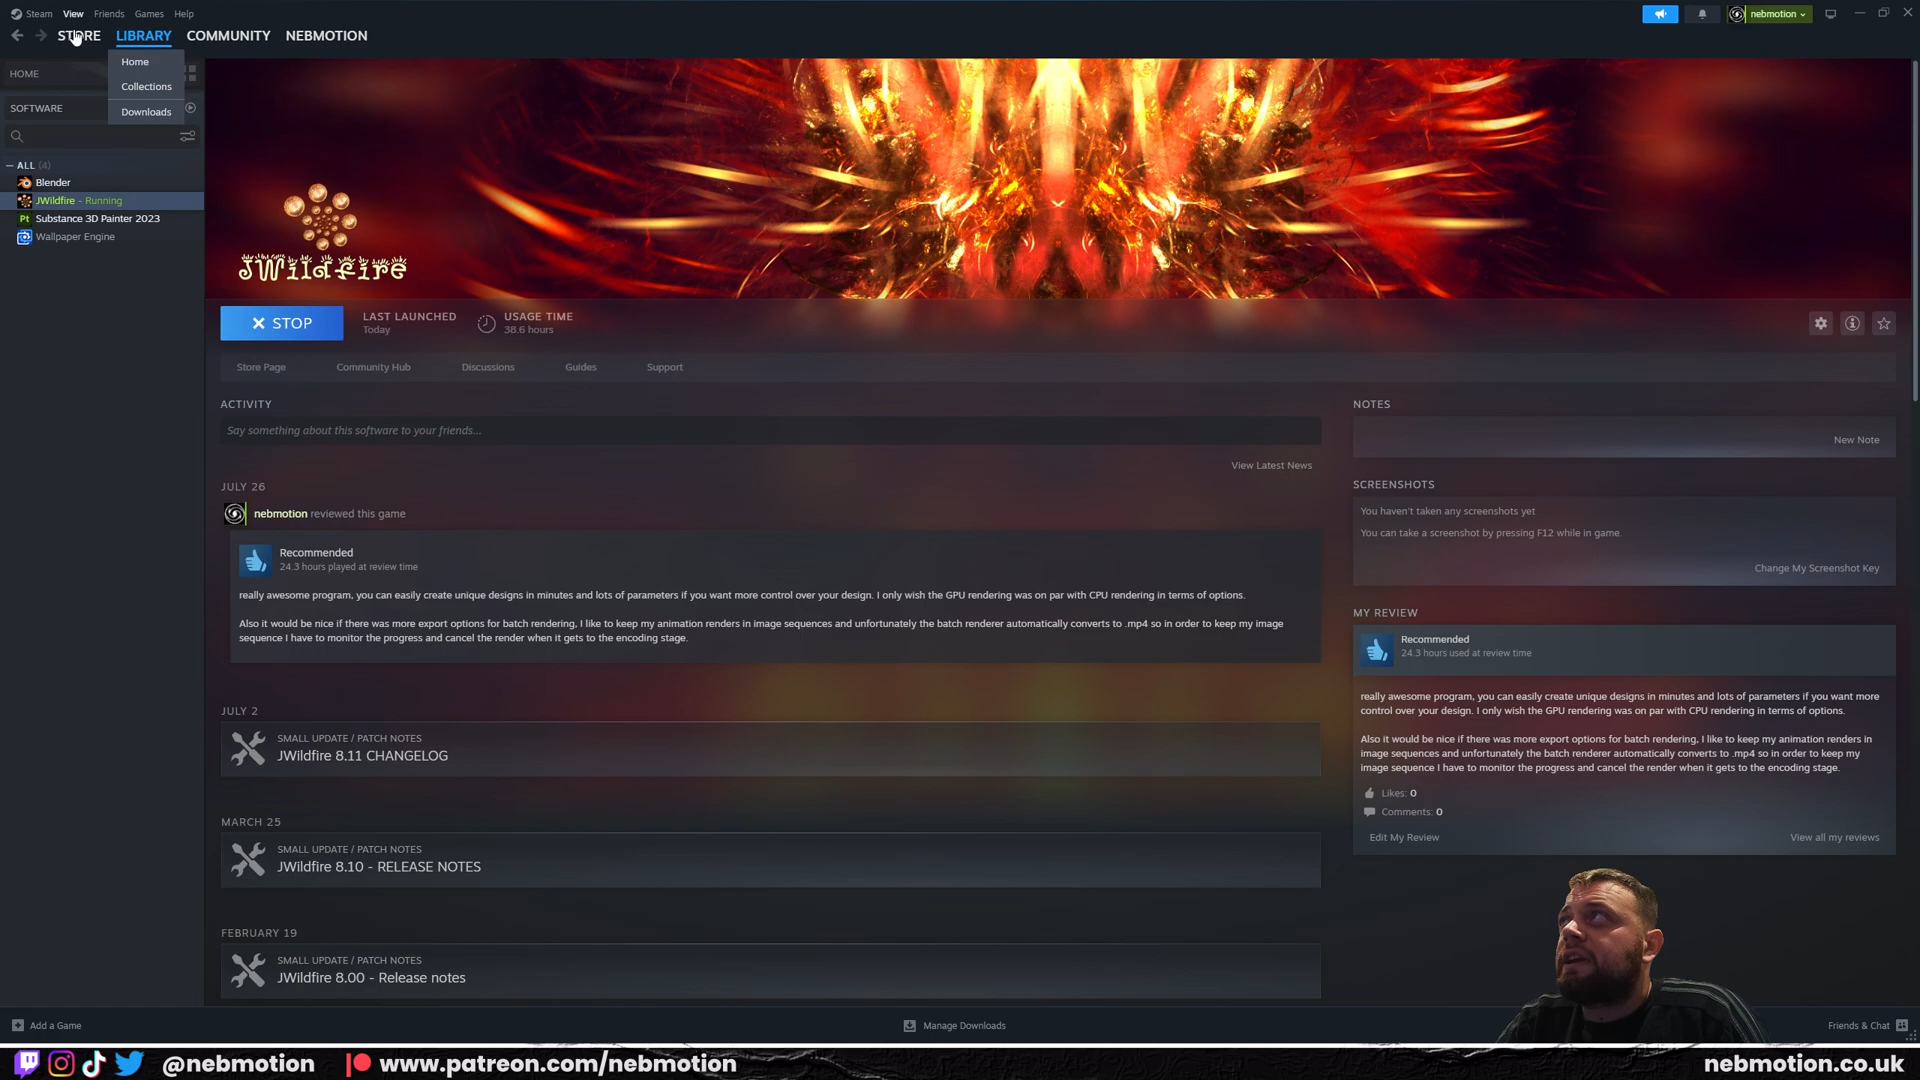 Steam View Friends Games Help
nebmotion
STORE LIBRARY COMMUNITY NEBMOTION
HOME
Home
Collections
Downloads
SOFTWARE
ALL (4)
Blender
JWildfire - Running
Pt Substance 3D Painter 2023
Wallpaper Engine
JWildfire
STOP
LAST LAUNCHED
Today
USAGE TIME
38.6 hours
Store Page Community Hub Discussions Guides Support
ACTIVITY
Say something about this software to your friends...
View Latest News
JULY 26
nebmotion reviewed this game
Recommended
24.3 hours played at review time
really awesome program, you can easily create unique designs in minutes and lots of parameters if you want more control over your design. I only wish the GPU rendering was on par with CPU rendering in terms of options.
Also it would be nice if there was more export options for batch rendering, I like to keep my animation renders in image sequences and unfortunately the batch renderer automatically converts to .mp4 so in order to keep my image
sequence I have to monitor the progress and cancel the render when it gets to the encoding stage.
JULY 2
SMALL UPDATE / PATCH NOTES
JWildfire 8.11 CHANGELOG
MARCH 25
SMALL UPDATE / PATCH NOTES
JWildfire 8.10 - RELEASE NOTES
FEBRUARY 19
SMALL UPDATE / PATCH NOTES
JWildfire 8.00 - Release notes
NOTES
New Note
SCREENSHOTS
You haven't taken any screenshots yet
You can take a screenshot by pressing F12 while in game.
Change My Screenshot Key
MY REVIEW
Recommended
24.3 hours used at review time
really awesome program, you can easily create unique designs in minutes and lots of parameters if you want more
control over your design. I only wish the GPU rendering was on par with CPU rendering in terms of options.
Also it would be nice if there was more export options for batch rendering, I like to keep my animation renders in
image sequences and unfortunately the batch renderer automatically converts to .mp4 so in order to keep my
image sequence I have to monitor the progress and cancel the render when it gets to the encoding stage.
Likes: 0
Comments: 0
Edit My Review View all my reviews
Add a Game Manage Downloads Friends & Chat
@nebmotion www.patreon.com/nebmotion nebmotion.co.uk